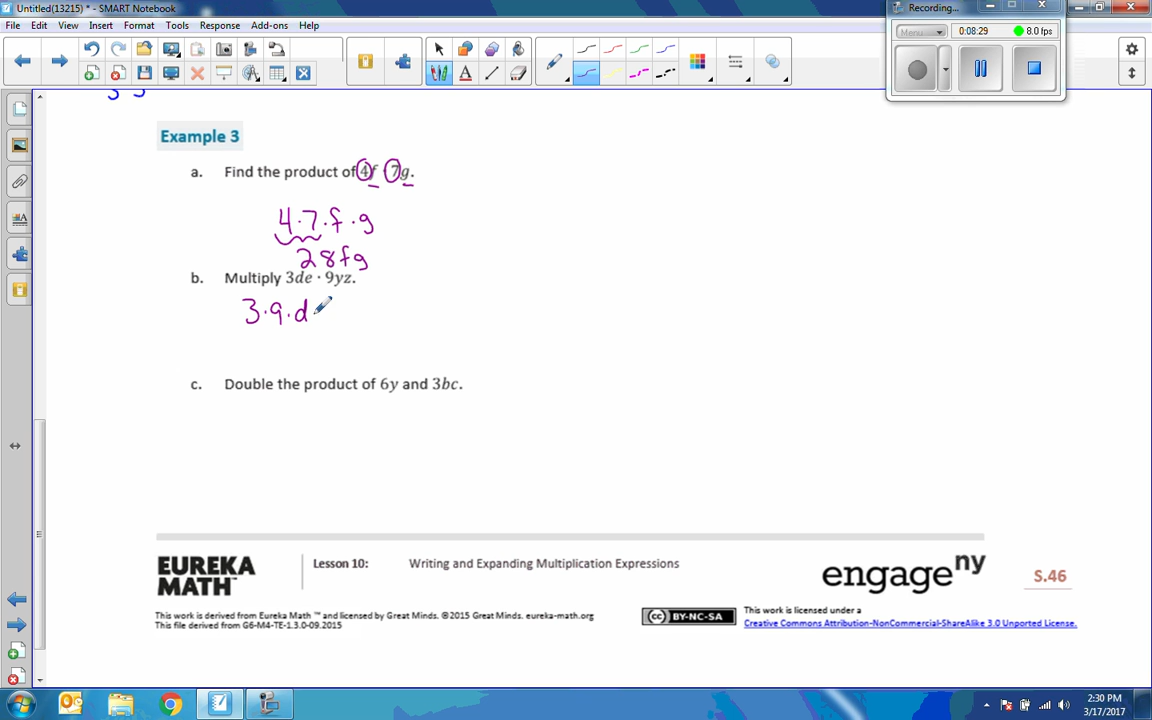 Untitled(13215) * - SMART Notebook
Recording...
File Edit View Insert Format Tools Response Add-ons Help
Menu 0:08:29 8.0 fps
Example 3
a. Find the product of 4f · 7g.
4·7·f·g
28fg
b. Multiply 3de · 9yz.
3·9·d
c. Double the product of 6y and 3bc.
EUREKA MATH™
Lesson 10: Writing and Expanding Multiplication Expressions
engage ny
S.46
This work is derived from Eureka Math ™ and licensed by Great Minds. ©2015 Great Minds. eureka-math.org
This file derived from G6-M4-TE-1.3.0-09.2015
(cc) BY-NC-SA
This work is licensed under a
Creative Commons Attribution-NonCommercial-ShareAlike 3.0 Unported License.
2:30 PM
3/17/2017